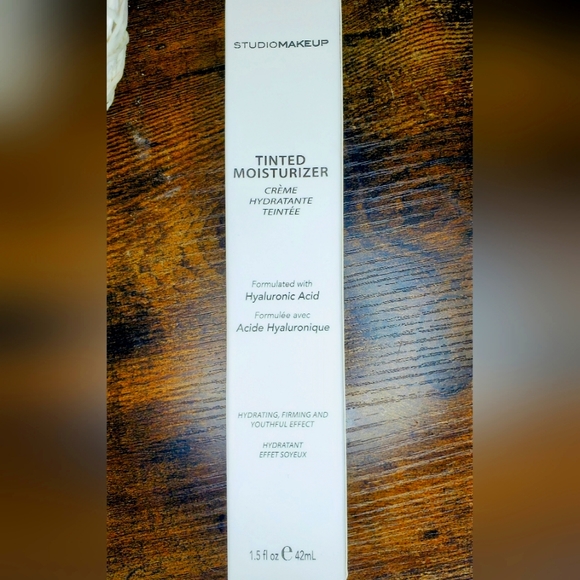 STUDIOMAKEUP
TINTED
MOISTURIZER
CRÈME
HYDRATANTE
TEINTÉE
Formulated with
Hyaluronic Acid
Formulée avec
Acide Hyaluronique
HYDRATING, FIRMING AND
YOUTHFUL EFFECT
HYDRATANT
EFFET SOYEUX
1.5 fl oz ℮ 42mL